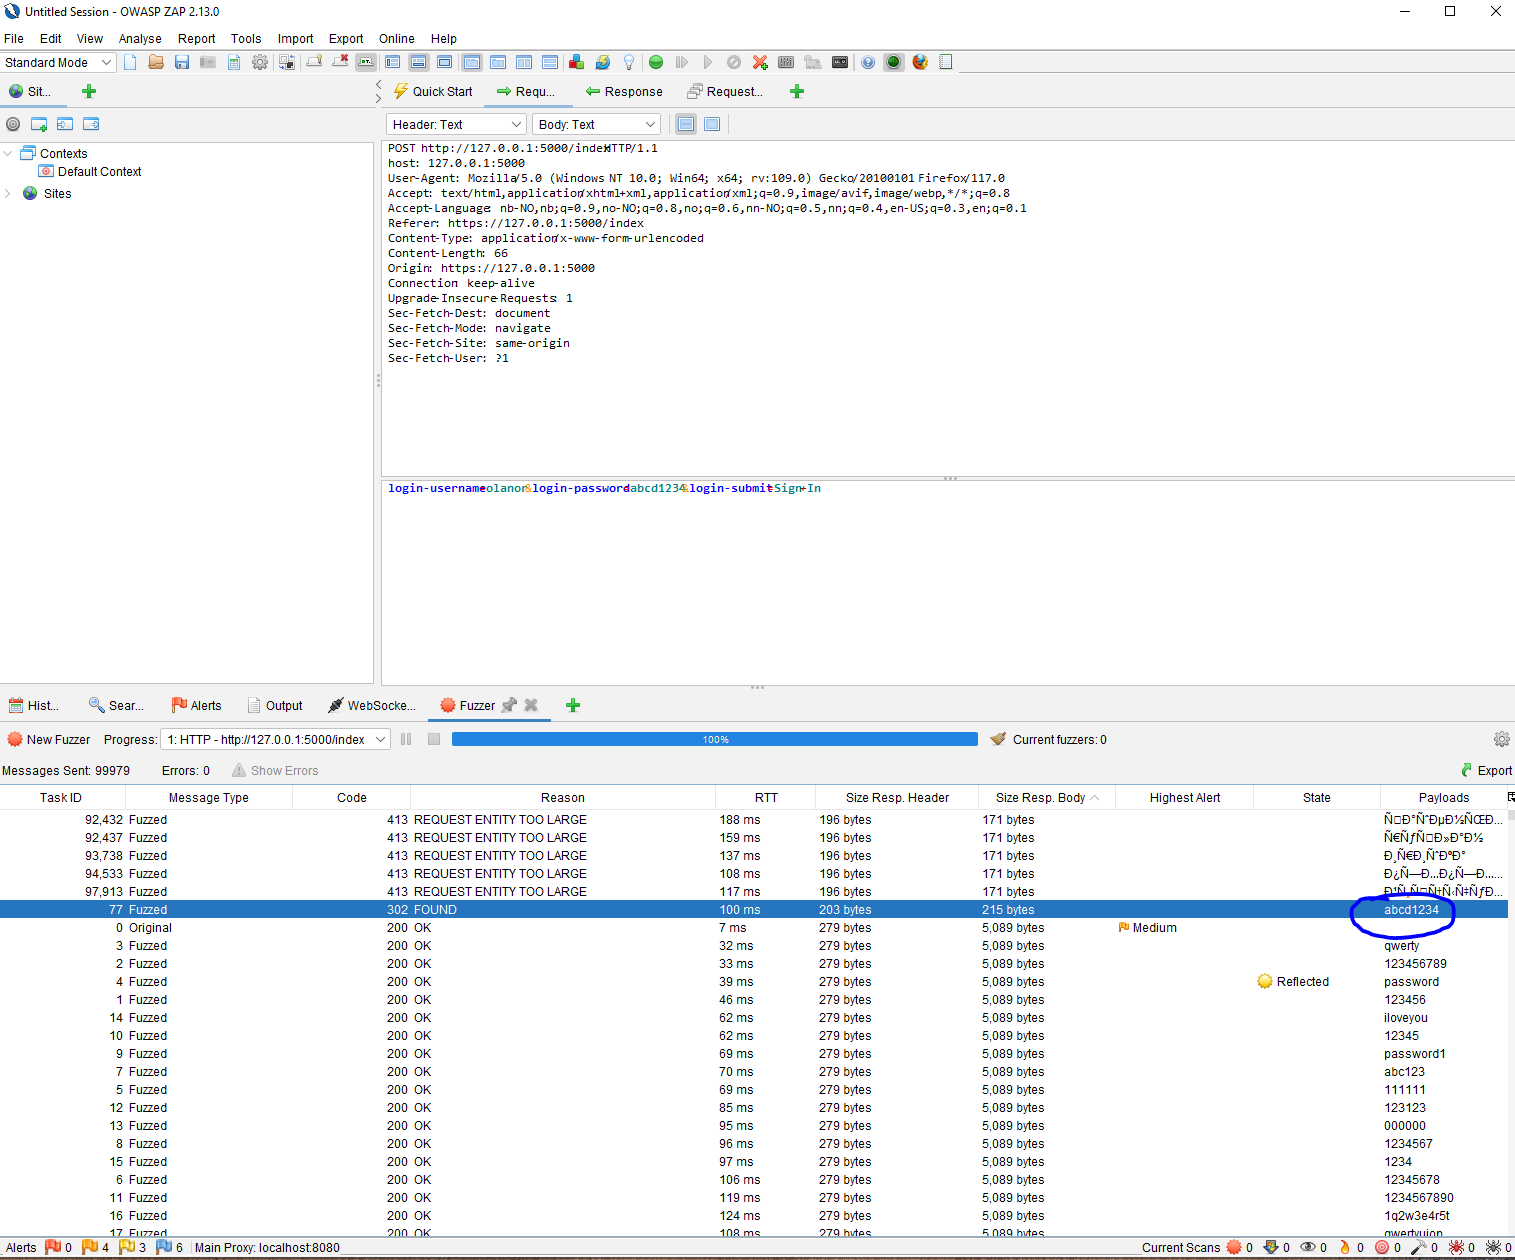 Untitled Session - OWASP ZAP 2.13.0
File Edit View Analyse Report Tools Import Export Online Help
Standard Mode
Sit... Quick Start Requ... Response Request...
Header: Text Body: Text
Contexts
Default Context
Sites
POST http://127.0.0.1:5000/index HTTP/1.1
host: 127.0.0.1:5000
User-Agent: Mozilla/5.0 (Windows NT 10.0; Win64; x64; rv:109.0) Gecko/20100101 Firefox/117.0
Accept: text/html,application/xhtml+xml,application/xml;q=0.9,image/avif,image/webp,*/*;q=0.8
Accept-Language: nb-NO,nb;q=0.9,no-NO;q=0.8,no;q=0.6,nn-NO;q=0.5,nn;q=0.4,en-US;q=0.3,en;q=0.1
Referer: https://127.0.0.1:5000/index
Content-Type: application/x-www-form-urlencoded
Content-Length: 66
Origin: https://127.0.0.1:5000
Connection: keep-alive
Upgrade-Insecure-Requests: 1
Sec-Fetch-Dest: document
Sec-Fetch-Mode: navigate
Sec-Fetch-Site: same-origin
Sec-Fetch-User: ?1
login-username=olanor&login-password=abcd1234&login-submit=Sign+In
Hist... Sear... Alerts Output WebSocke... Fuzzer
New Fuzzer Progress: 1: HTTP - http://127.0.0.1:5000/index 100% Current fuzzers: 0
Messages Sent: 99979 Errors: 0 Show Errors Export
Task ID Message Type Code Reason RTT Size Resp. Header Size Resp. Body Highest Alert State Payloads
92,432 Fuzzed 413 REQUEST ENTITY TOO LARGE 188 ms 196 bytes 171 bytes
92,437 Fuzzed 413 REQUEST ENTITY TOO LARGE 159 ms 196 bytes 171 bytes
93,738 Fuzzed 413 REQUEST ENTITY TOO LARGE 137 ms 196 bytes 171 bytes
94,533 Fuzzed 413 REQUEST ENTITY TOO LARGE 108 ms 196 bytes 171 bytes
97,913 Fuzzed 413 REQUEST ENTITY TOO LARGE 117 ms 196 bytes 171 bytes
77 Fuzzed 302 FOUND 100 ms 203 bytes 215 bytes abcd1234
0 Original 200 OK 7 ms 279 bytes 5,089 bytes Medium
3 Fuzzed 200 OK 32 ms 279 bytes 5,089 bytes qwerty
2 Fuzzed 200 OK 33 ms 279 bytes 5,089 bytes 123456789
4 Fuzzed 200 OK 39 ms 279 bytes 5,089 bytes Reflected password
1 Fuzzed 200 OK 46 ms 279 bytes 5,089 bytes 123456
14 Fuzzed 200 OK 62 ms 279 bytes 5,089 bytes iloveyou
10 Fuzzed 200 OK 62 ms 279 bytes 5,089 bytes 12345
9 Fuzzed 200 OK 69 ms 279 bytes 5,089 bytes password1
7 Fuzzed 200 OK 70 ms 279 bytes 5,089 bytes abc123
5 Fuzzed 200 OK 69 ms 279 bytes 5,089 bytes 111111
12 Fuzzed 200 OK 85 ms 279 bytes 5,089 bytes 123123
13 Fuzzed 200 OK 95 ms 279 bytes 5,089 bytes 000000
8 Fuzzed 200 OK 96 ms 279 bytes 5,089 bytes 1234567
15 Fuzzed 200 OK 97 ms 279 bytes 5,089 bytes 1234
6 Fuzzed 200 OK 106 ms 279 bytes 5,089 bytes 12345678
11 Fuzzed 200 OK 119 ms 279 bytes 5,089 bytes 1234567890
16 Fuzzed 200 OK 124 ms 279 bytes 5,089 bytes 1q2w3e4r5t
17 Fuzzed 200 OK 108 ms 279 bytes 5,089 bytes qwertyuiop
Alerts 0 4 3 6 Main Proxy: localhost:8080 Current Scans 0 0 0 0 0 0 0 0